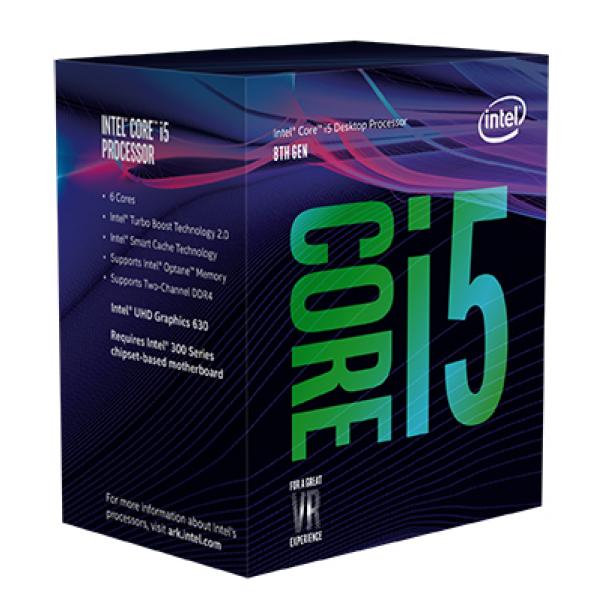 INTEL® CORE™ i5
PROCESSOR
• 6 Cores
• Intel® Turbo Boost Technology 2.0
• Intel® Smart Cache Technology
• Supports Intel® Optane™ Memory
• Supports Two-Channel DDR4
Intel® UHD Graphics 630
Requires Intel® 300 Series
chipset-based motherboard
For more information about Intel's
processors, visit ark.intel.com
Intel® Core™ i5 Desktop Processor
8TH GEN
intel
CORE i5
FOR A GREAT
VR
EXPERIENCE